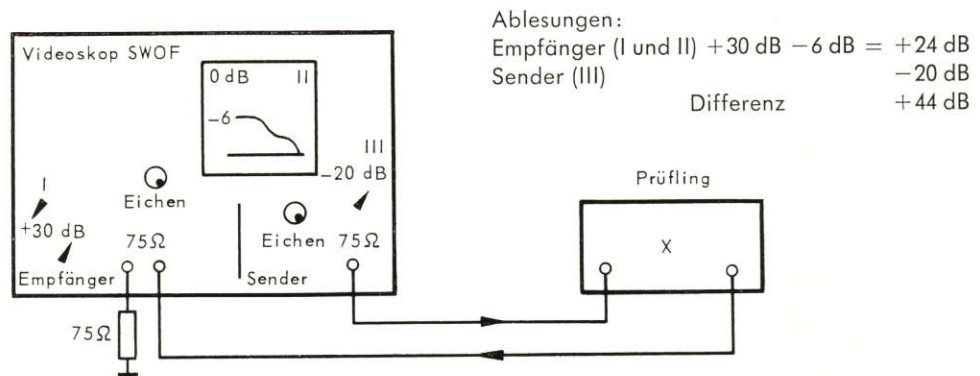 Ablesungen:
Empfänger (I und II) +30 dB −6 dB = +24 dB
Sender (III) −20 dB
Differenz +44 dB
Videoskop SWOF
0 dB II
−6
III
−20 dB
I
+30 dB
Eichen
Eichen
75Ω
75Ω
Empfänger
Sender
75Ω
Prüfling
X